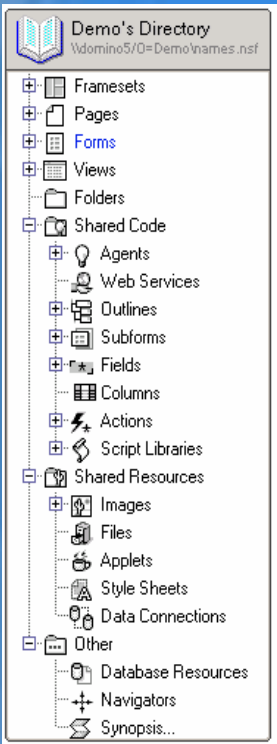 Demo's Directory
\\domino5/O=Demo\names.nsf
Framesets
Pages
Forms
Views
Folders
Shared Code
Agents
Web Services
Outlines
Subforms
Fields
Columns
Actions
Script Libraries
Shared Resources
Images
Files
Applets
Style Sheets
Data Connections
Other
Database Resources
Navigators
Synopsis...